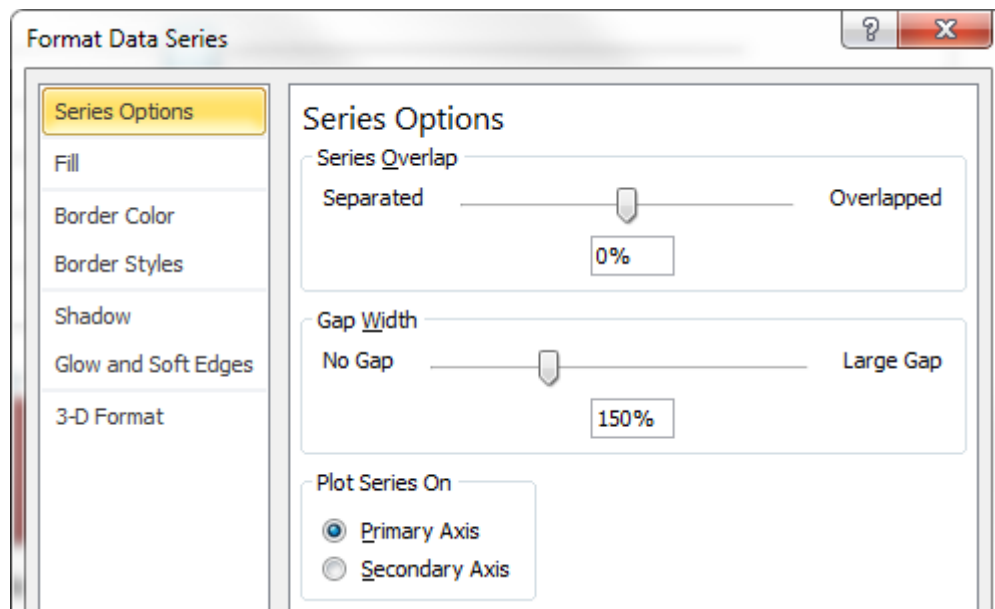 Format Data Series
?
Series Options
Fill
Border Color
Border Styles
Shadow
Glow and Soft Edges
3-D Format
Series Options
Series Overlap
Separated Overlapped
0%
Gap Width
No Gap Large Gap
150%
Plot Series On
Primary Axis
Secondary Axis